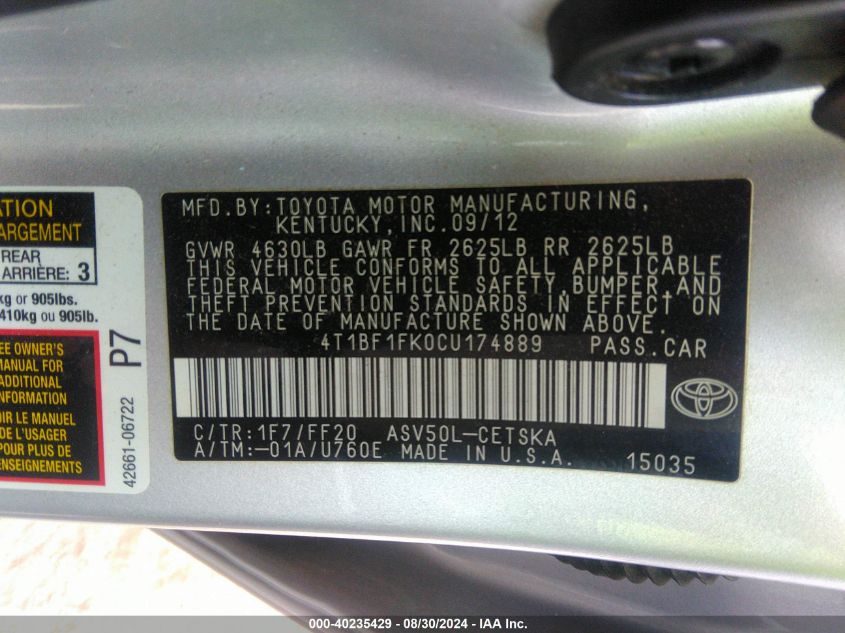 ATION
ARGEMENT
REAR
ARRIÈRE: 3
kg or 905lbs.
410kg ou 905lb.
EE OWNER'S
MANUAL FOR
ADDITIONAL
NFORMATION
OIR LE MANUEL
DE L'USAGER
POUR PLUS DE
ENSEIGNEMENTS
P7
42661-06722
MFD.BY:TOYOTA MOTOR MANUFACTURING,
KENTUCKY, INC.09/12
GVWR 4630LB GAWR FR 2625LB RR 2625LB
THIS VEHICLE CONFORMS TO ALL APPLICABLE
FEDERAL MOTOR VEHICLE SAFETY,BUMPER,AND
THEFT PREVENTION STANDARDS IN EFFECT ON
THE DATE OF MANUFACTURE SHOWN ABOVE.
4T1BF1FK0CU174889 PASS.CAR
C/TR:1F7/FF20 ASV50L-CETSKA
A/TM:-01A/U760E MADE IN U.S.A. 15035
000-40235429 - 08/30/2024 - IAA Inc.